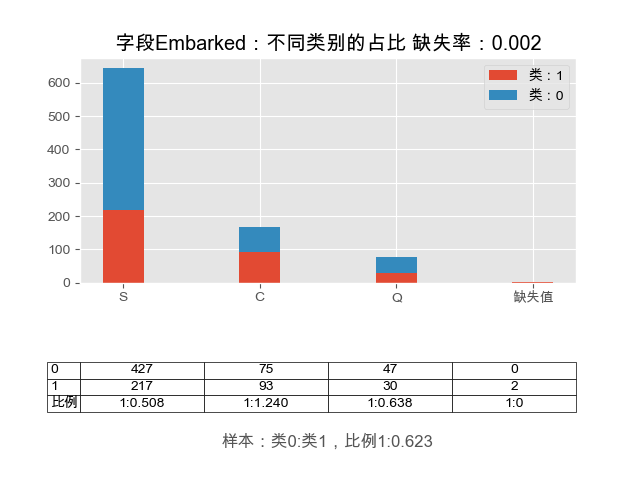 字段Embarked：不同类别的占比 缺失率：0.002
类：1
类：0
600
500
400
300
200
100
0
S C Q 缺失值
0 427 75 47 0
1 217 93 30 2
比例 1:0.508 1:1.240 1:0.638 1:0
样本：类0:类1，比例1:0.623